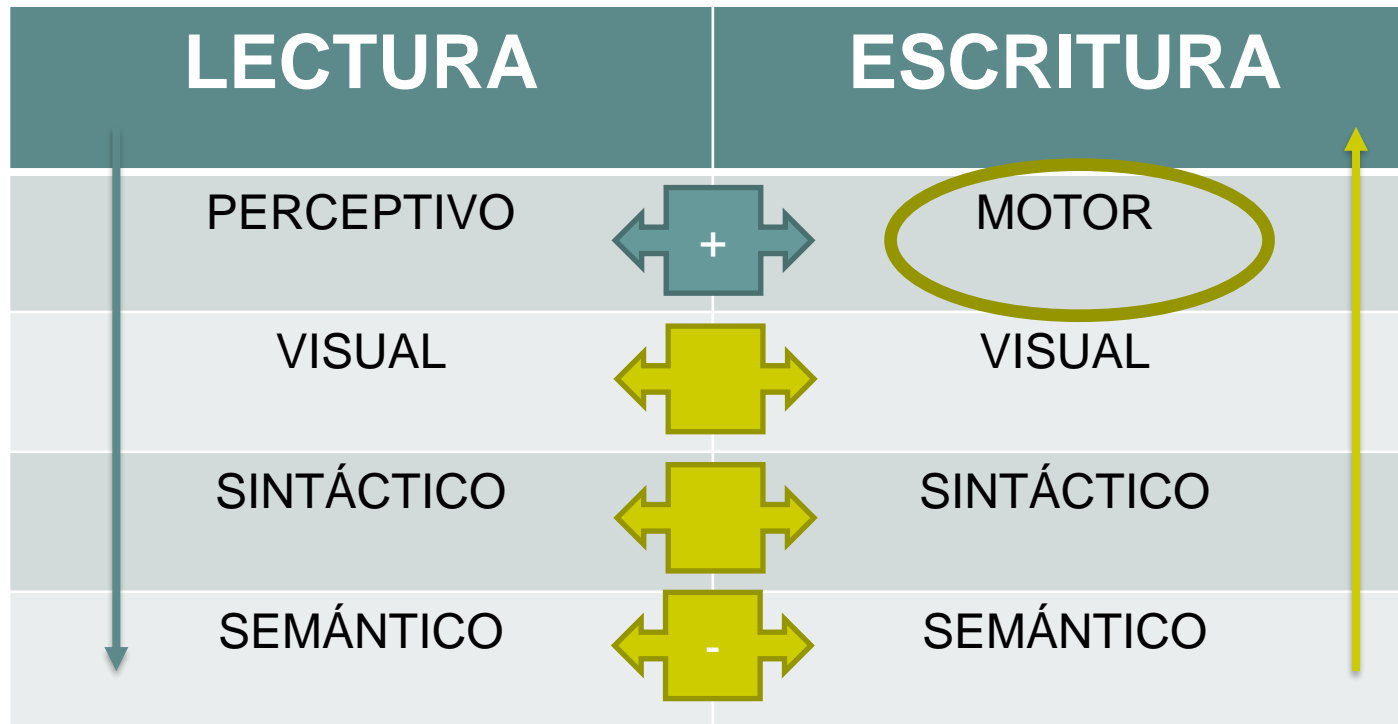 LECTURA ESCRITURA
PERCEPTIVO + MOTOR
VISUAL VISUAL
SINTÁCTICO SINTÁCTICO
SEMÁNTICO - SEMÁNTICO